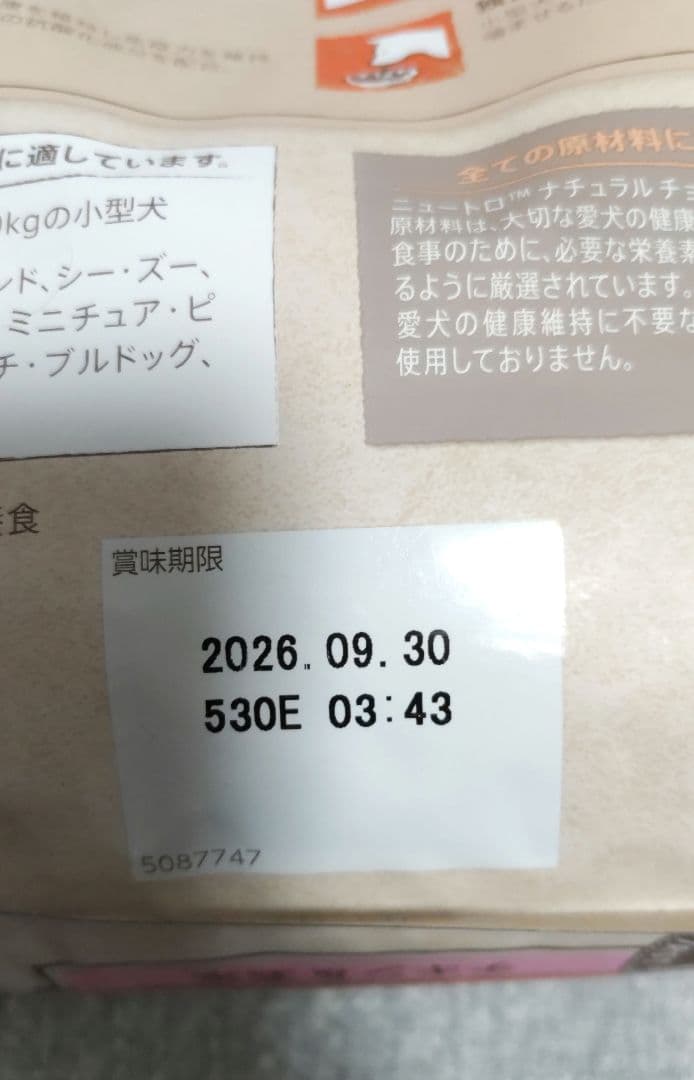 に適しています。
kgの小型犬
ド、シー・ズー、
ミニチュア・ピ
チ・ブルドッグ、
食
全ての原材料に
ニュートロ™ ナチュラル チ
原材料は、大切な愛犬の健康
食事のために、必要な栄養素
るように厳選されています。
愛犬の健康維持に不要な
使用しておりません。
賞味期限
2026. 09. 30
530E 03:43
5087747